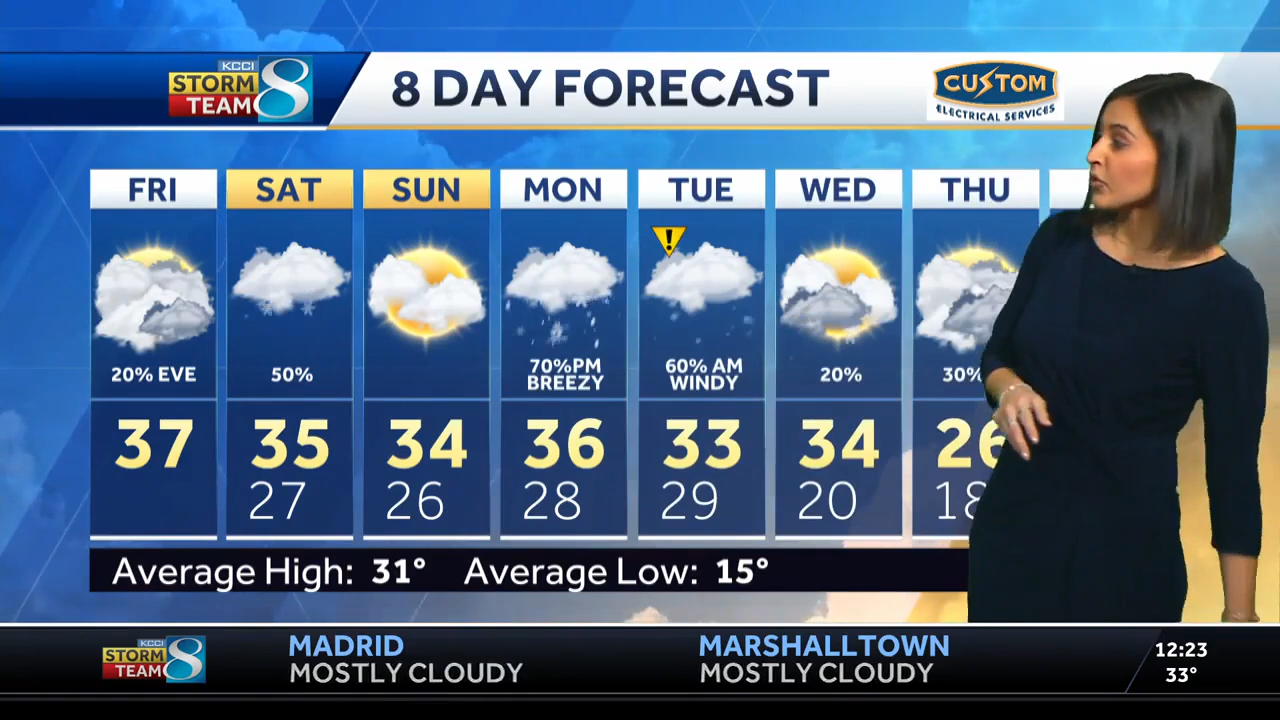 KCCI
STORM
TEAM 8
8 DAY FORECAST
CUSTOM
ELECTRICAL SERVICES
FRI
SAT
SUN
MON
TUE
WED
THU
20% EVE
50%
70%PM
BREEZY
60% AM
WINDY
20%
30%
37
35
34
36
33
34
26
27
26
28
29
20
18
Average High: 31° Average Low: 15°
KCCI
STORM
TEAM 8
MADRID
MOSTLY CLOUDY
MARSHALLTOWN
MOSTLY CLOUDY
12:23
33°